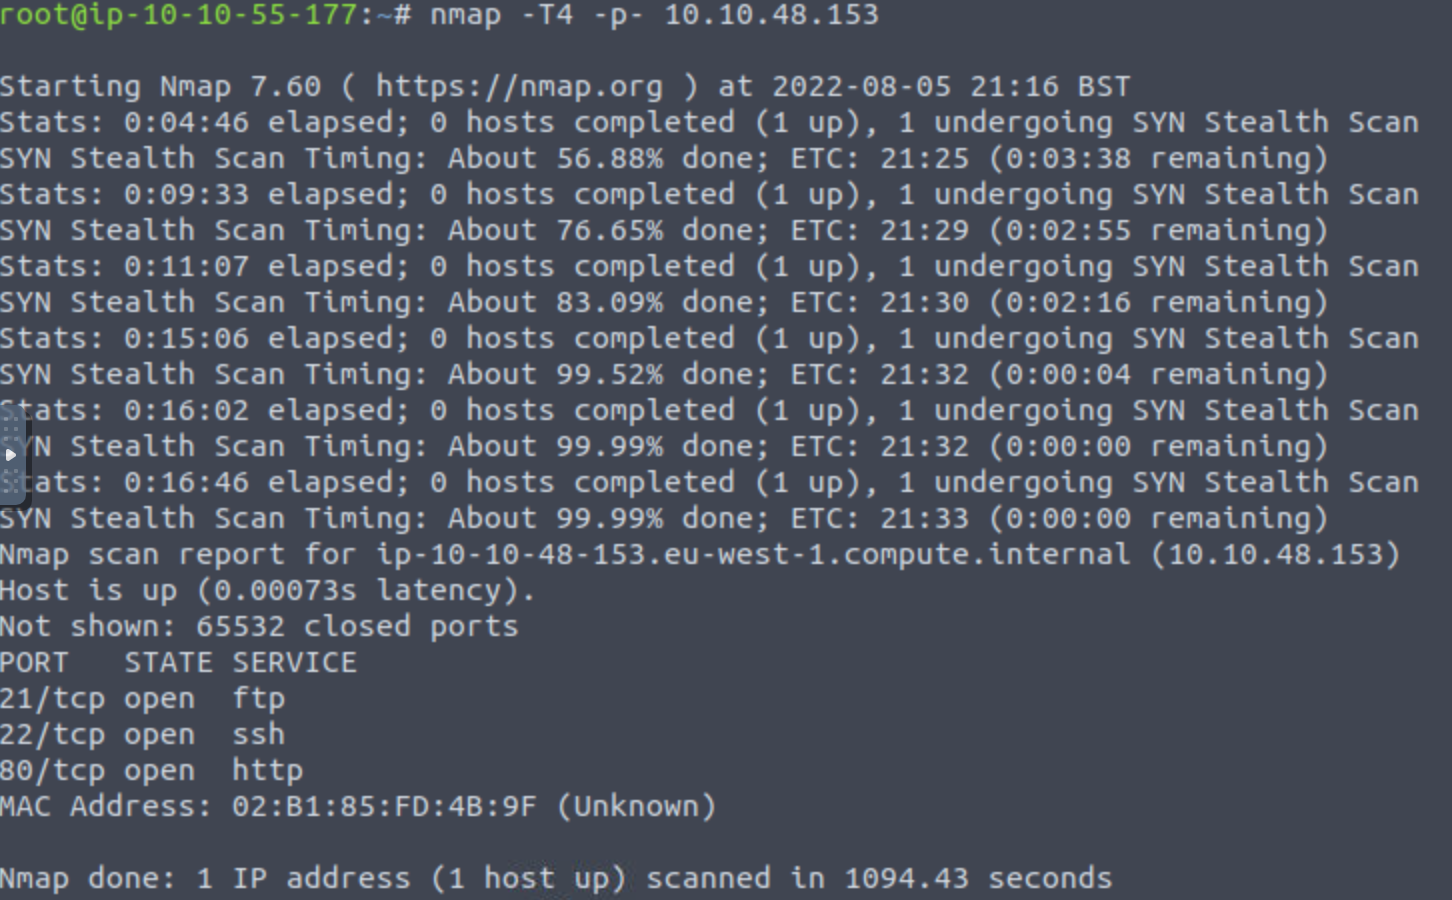 root@ip-10-10-55-177:~# nmap -T4 -p- 10.10.48.153
Starting Nmap 7.60 ( https://nmap.org ) at 2022-08-05 21:16 BST
Stats: 0:04:46 elapsed; 0 hosts completed (1 up), 1 undergoing SYN Stealth Scan
SYN Stealth Scan Timing: About 56.88% done; ETC: 21:25 (0:03:38 remaining)
Stats: 0:09:33 elapsed; 0 hosts completed (1 up), 1 undergoing SYN Stealth Scan
SYN Stealth Scan Timing: About 76.65% done; ETC: 21:29 (0:02:55 remaining)
Stats: 0:11:07 elapsed; 0 hosts completed (1 up), 1 undergoing SYN Stealth Scan
SYN Stealth Scan Timing: About 83.09% done; ETC: 21:30 (0:02:16 remaining)
Stats: 0:15:06 elapsed; 0 hosts completed (1 up), 1 undergoing SYN Stealth Scan
SYN Stealth Scan Timing: About 99.52% done; ETC: 21:32 (0:00:04 remaining)
Stats: 0:16:02 elapsed; 0 hosts completed (1 up), 1 undergoing SYN Stealth Scan
SYN Stealth Scan Timing: About 99.99% done; ETC: 21:32 (0:00:00 remaining)
Stats: 0:16:46 elapsed; 0 hosts completed (1 up), 1 undergoing SYN Stealth Scan
SYN Stealth Scan Timing: About 99.99% done; ETC: 21:33 (0:00:00 remaining)
Nmap scan report for ip-10-10-48-153.eu-west-1.compute.internal (10.10.48.153)
Host is up (0.00073s latency).
Not shown: 65532 closed ports
PORT   STATE SERVICE
21/tcp open  ftp
22/tcp open  ssh
80/tcp open  http
MAC Address: 02:B1:85:FD:4B:9F (Unknown)
Nmap done: 1 IP address (1 host up) scanned in 1094.43 seconds